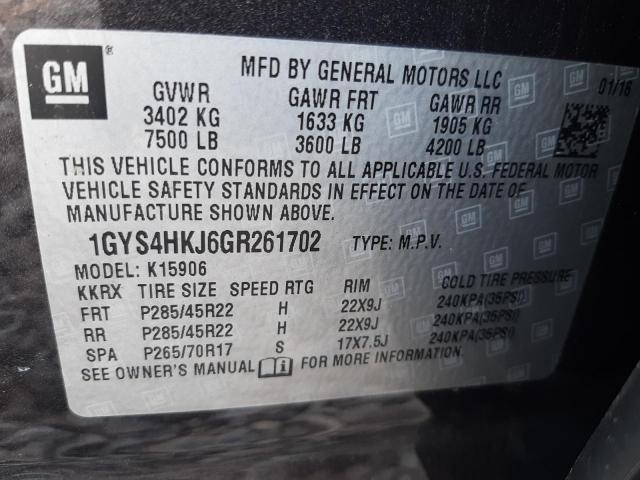 GM ®
MFD BY GENERAL MOTORS LLC
01/16
GVWR GAWR FRT GAWR RR
3402 KG 1633 KG 1905 KG
7500 LB 3600 LB 4200 LB
THIS VEHICLE CONFORMS TO ALL APPLICABLE U.S. FEDERAL MOTOR
VEHICLE SAFETY STANDARDS IN EFFECT ON THE DATE OF
MANUFACTURE SHOWN ABOVE.
1GYS4HKJ6GR261702 TYPE: M.P.V.
MODEL: K15906
KKRX TIRE SIZE SPEED RTG RIM COLD TIRE PRESSURE
FRT P285/45R22 H 22X9J 240KPA(35PSI)
RR P285/45R22 H 22X9J 240KPA(35PSI)
SPA P265/70R17 S 17X7.5J 240KPA(35PSI)
SEE OWNER'S MANUAL FOR MORE INFORMATION.